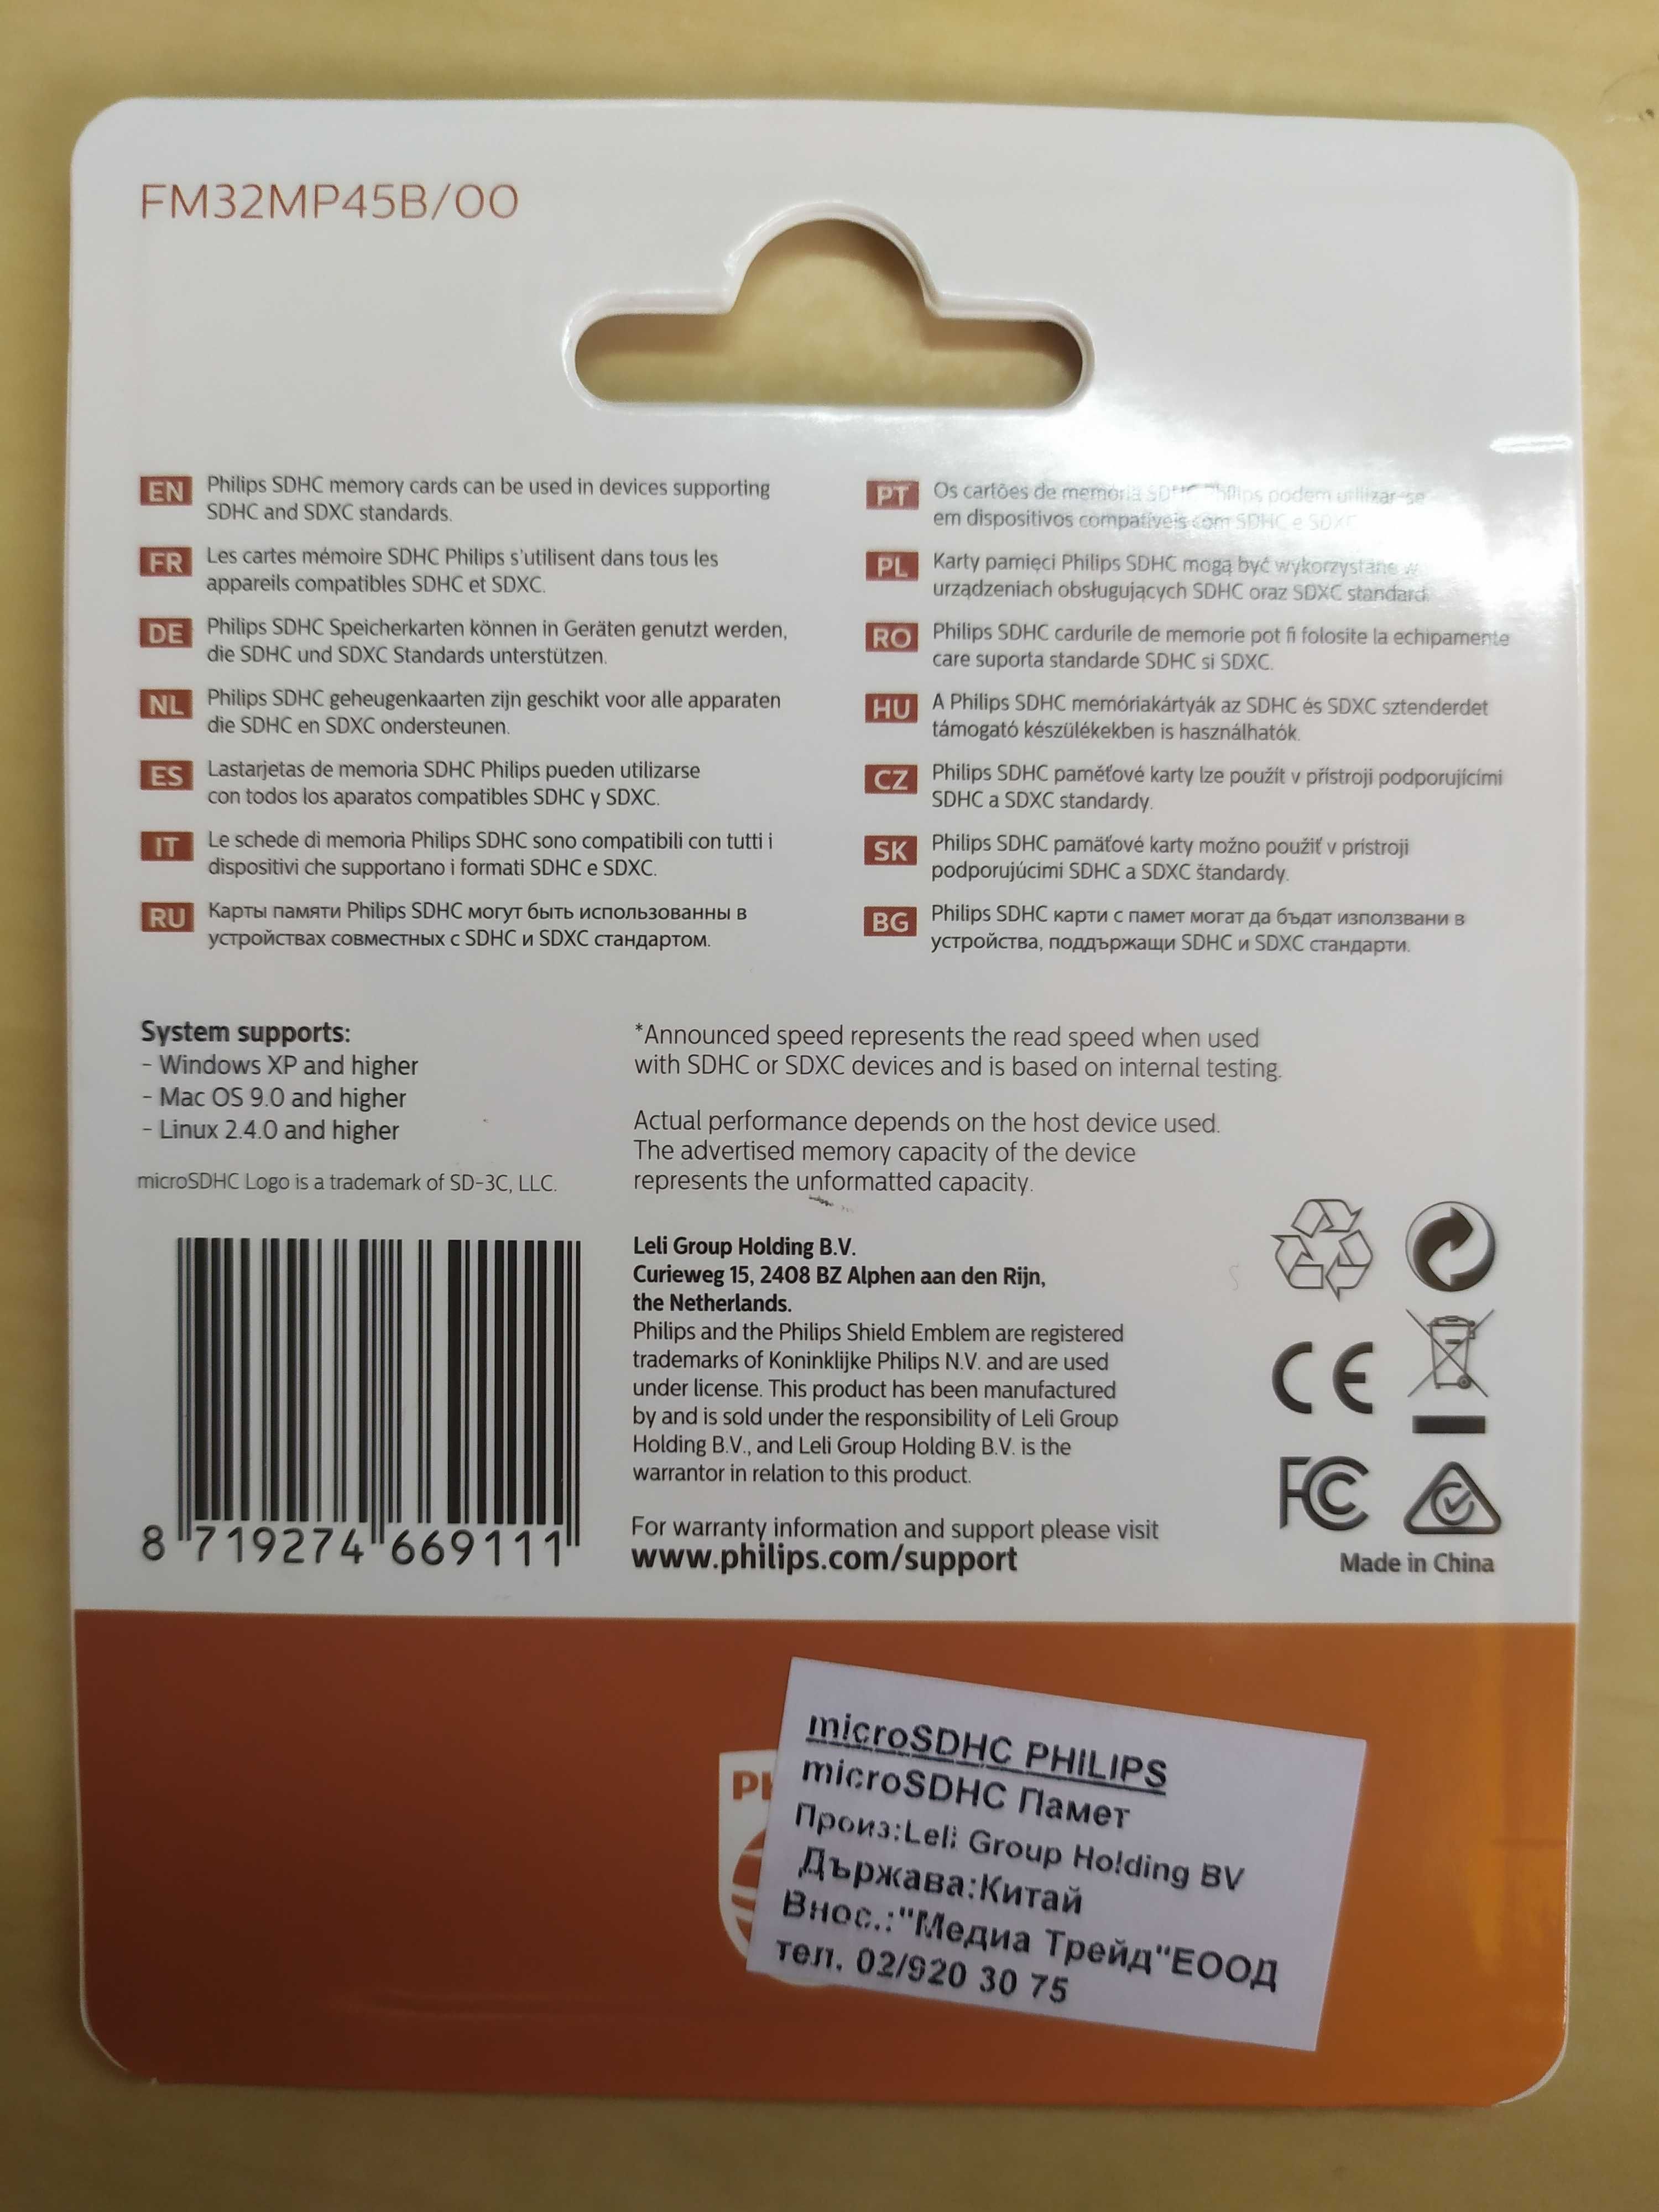 FM32MP45B/00
EN
Philips SDHC memory cards can be used in devices supporting
SDHC and SDXC standards.
FR
Les cartes mémoire SDHC Philips s'utilisent dans tous les
appareils compatibles SDHC et SDXC.
DE
Philips SDHC Speicherkarten können in Geräten genutzt werden,
die SDHC und SDXC Standards unterstützen.
NL
Philips SDHC geheugenkaarten zijn geschikt voor alle apparaten
die SDHC en SDXC ondersteunen.
ES
Lastarjetas de memoria SDHC Philips pueden utilizarse
con todos los aparatos compatibles SDHC y SDXC.
IT
Le schede di memoria Philips SDHC sono compatibili con tutti i
dispositivi che supportano i formati SDHC e SDXC.
RU
Карты памяти Philips SDHC могут быть использованны в
устройствах совместных с SDHC и SDXC стандартом.
PT
Os cartões de memória SDHC Philips podem utilizar-se
em dispositivos compatíveis com SDHC e SDXC
PL
Karty pamięci Philips SDHC mogą być wykorzystane w
urządzeniach obsługujących SDHC oraz SDXC standard.
RO
Philips SDHC cardurile de memorie pot fi folosite la echipamente
care suporta standarde SDHC si SDXC.
HU
A Philips SDHC memóriakártyák az SDHC és SDXC sztenderdet
támogató készülékekben is használhatók.
CZ
Philips SDHC paměťové karty lze použít v přístroji podporujícími
SDHC a SDXC standardy.
SK
Philips SDHC pamäťové karty možno použiť v prístroji
podporujúcimi SDHC a SDXC štandardy.
BG
Philips SDHC карти с памет могат да бъдат използвани в
устройства, поддържащи SDHC и SDXC стандарти.
System supports:
- Windows XP and higher
- Mac OS 9.0 and higher
- Linux 2.4.0 and higher
microSDHC Logo is a trademark of SD-3C, LLC.
*Announced speed represents the read speed when used
with SDHC or SDXC devices and is based on internal testing.
Actual performance depends on the host device used.
The advertised memory capacity of the device
represents the unformatted capacity.
Leli Group Holding B.V.
Curieweg 15, 2408 BZ Alphen aan den Rijn,
the Netherlands.
Philips and the Philips Shield Emblem are registered
trademarks of Koninklijke Philips N.V. and are used
under license. This product has been manufactured
by and is sold under the responsibility of Leli Group
Holding B.V., and Leli Group Holding B.V. is the
warrantor in relation to this product.
For warranty information and support please visit
www.philips.com/support
8 719274 669111
CE
FC
Made in China
microSDHC PHILIPS
microSDHC Памет
Произ:Leli Group Holding BV
Държава:Китай
Внос.:"Медиа Трейд"ЕООД
тел. 02/920 30 75